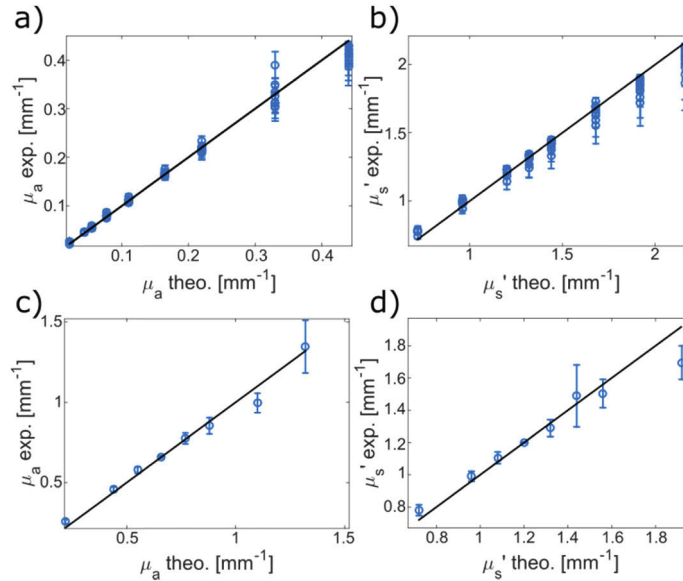 a)
b)
μa exp. [mm-1]
0.4
0.3
0.2
0.1
0.1 0.2 0.3 0.4
μa theo. [mm-1]
μs' exp. [mm-1]
2
1.5
1
1 1.5 2
μs' theo. [mm-1]
c)
d)
μa exp. [mm-1]
1.5
1
0.5
0.5 1 1.5
μa theo. [mm-1]
μs' exp. [mm-1]
1.8
1.6
1.4
1.2
1
0.8
0.8 1 1.2 1.4 1.6 1.8
μs' theo. [mm-1]